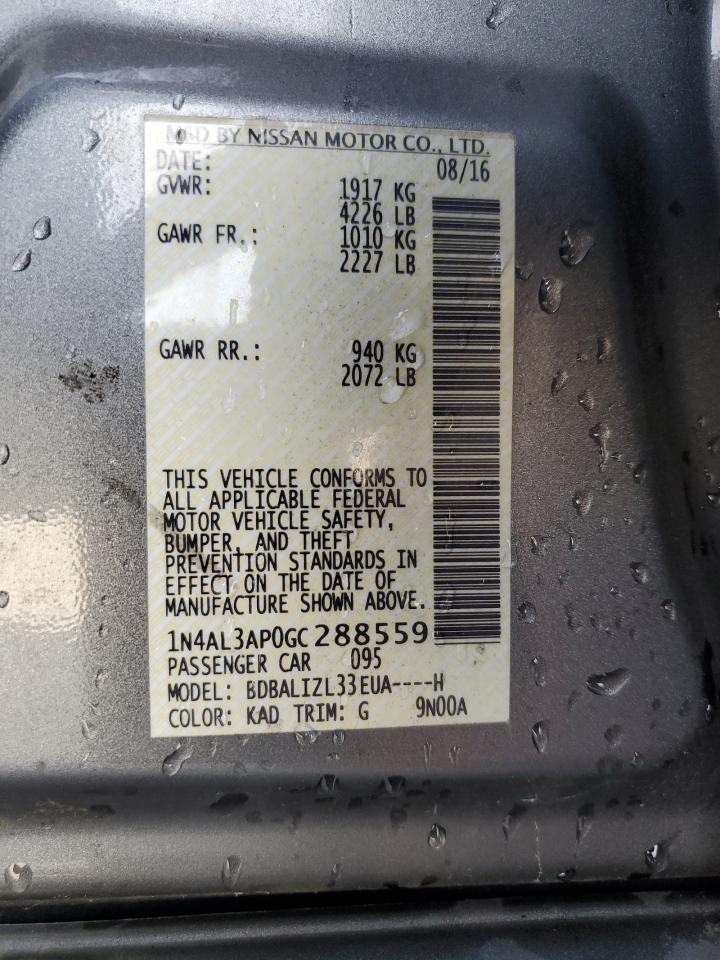 MFD BY NISSAN MOTOR CO., LTD.
DATE: 08/16
GVWR: 1917 KG
4226 LB
GAWR FR.: 1010 KG
2227 LB
GAWR RR.: 940 KG
2072 LB
THIS VEHICLE CONFORMS TO
ALL APPLICABLE FEDERAL
MOTOR VEHICLE SAFETY,
BUMPER, AND THEFT
PREVENTION STANDARDS IN
EFFECT ON THE DATE OF
MANUFACTURE SHOWN ABOVE.
1N4AL3AP0GC288559
PASSENGER CAR 095
MODEL: BDBALIZL33EUA----H
COLOR: KAD TRIM: G 9N00A